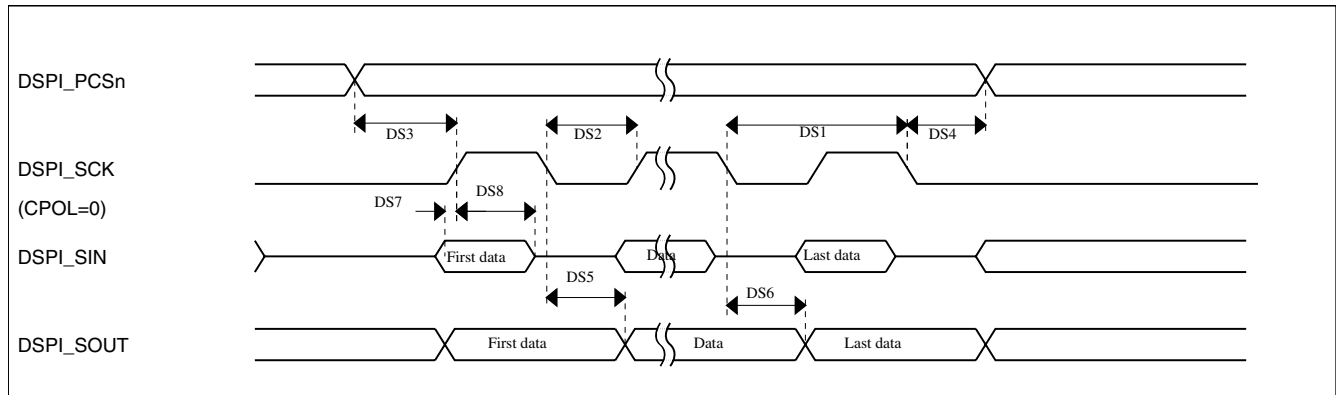 DSPI_PCSn
DS3
DS2
DS1
DS4
DSPI_SCK
DS7
DS8
(CPOL=0)
DSPI_SIN
First data
Data
Last data
DS5
DS6
DSPI_SOUT
First data
Data
Last data